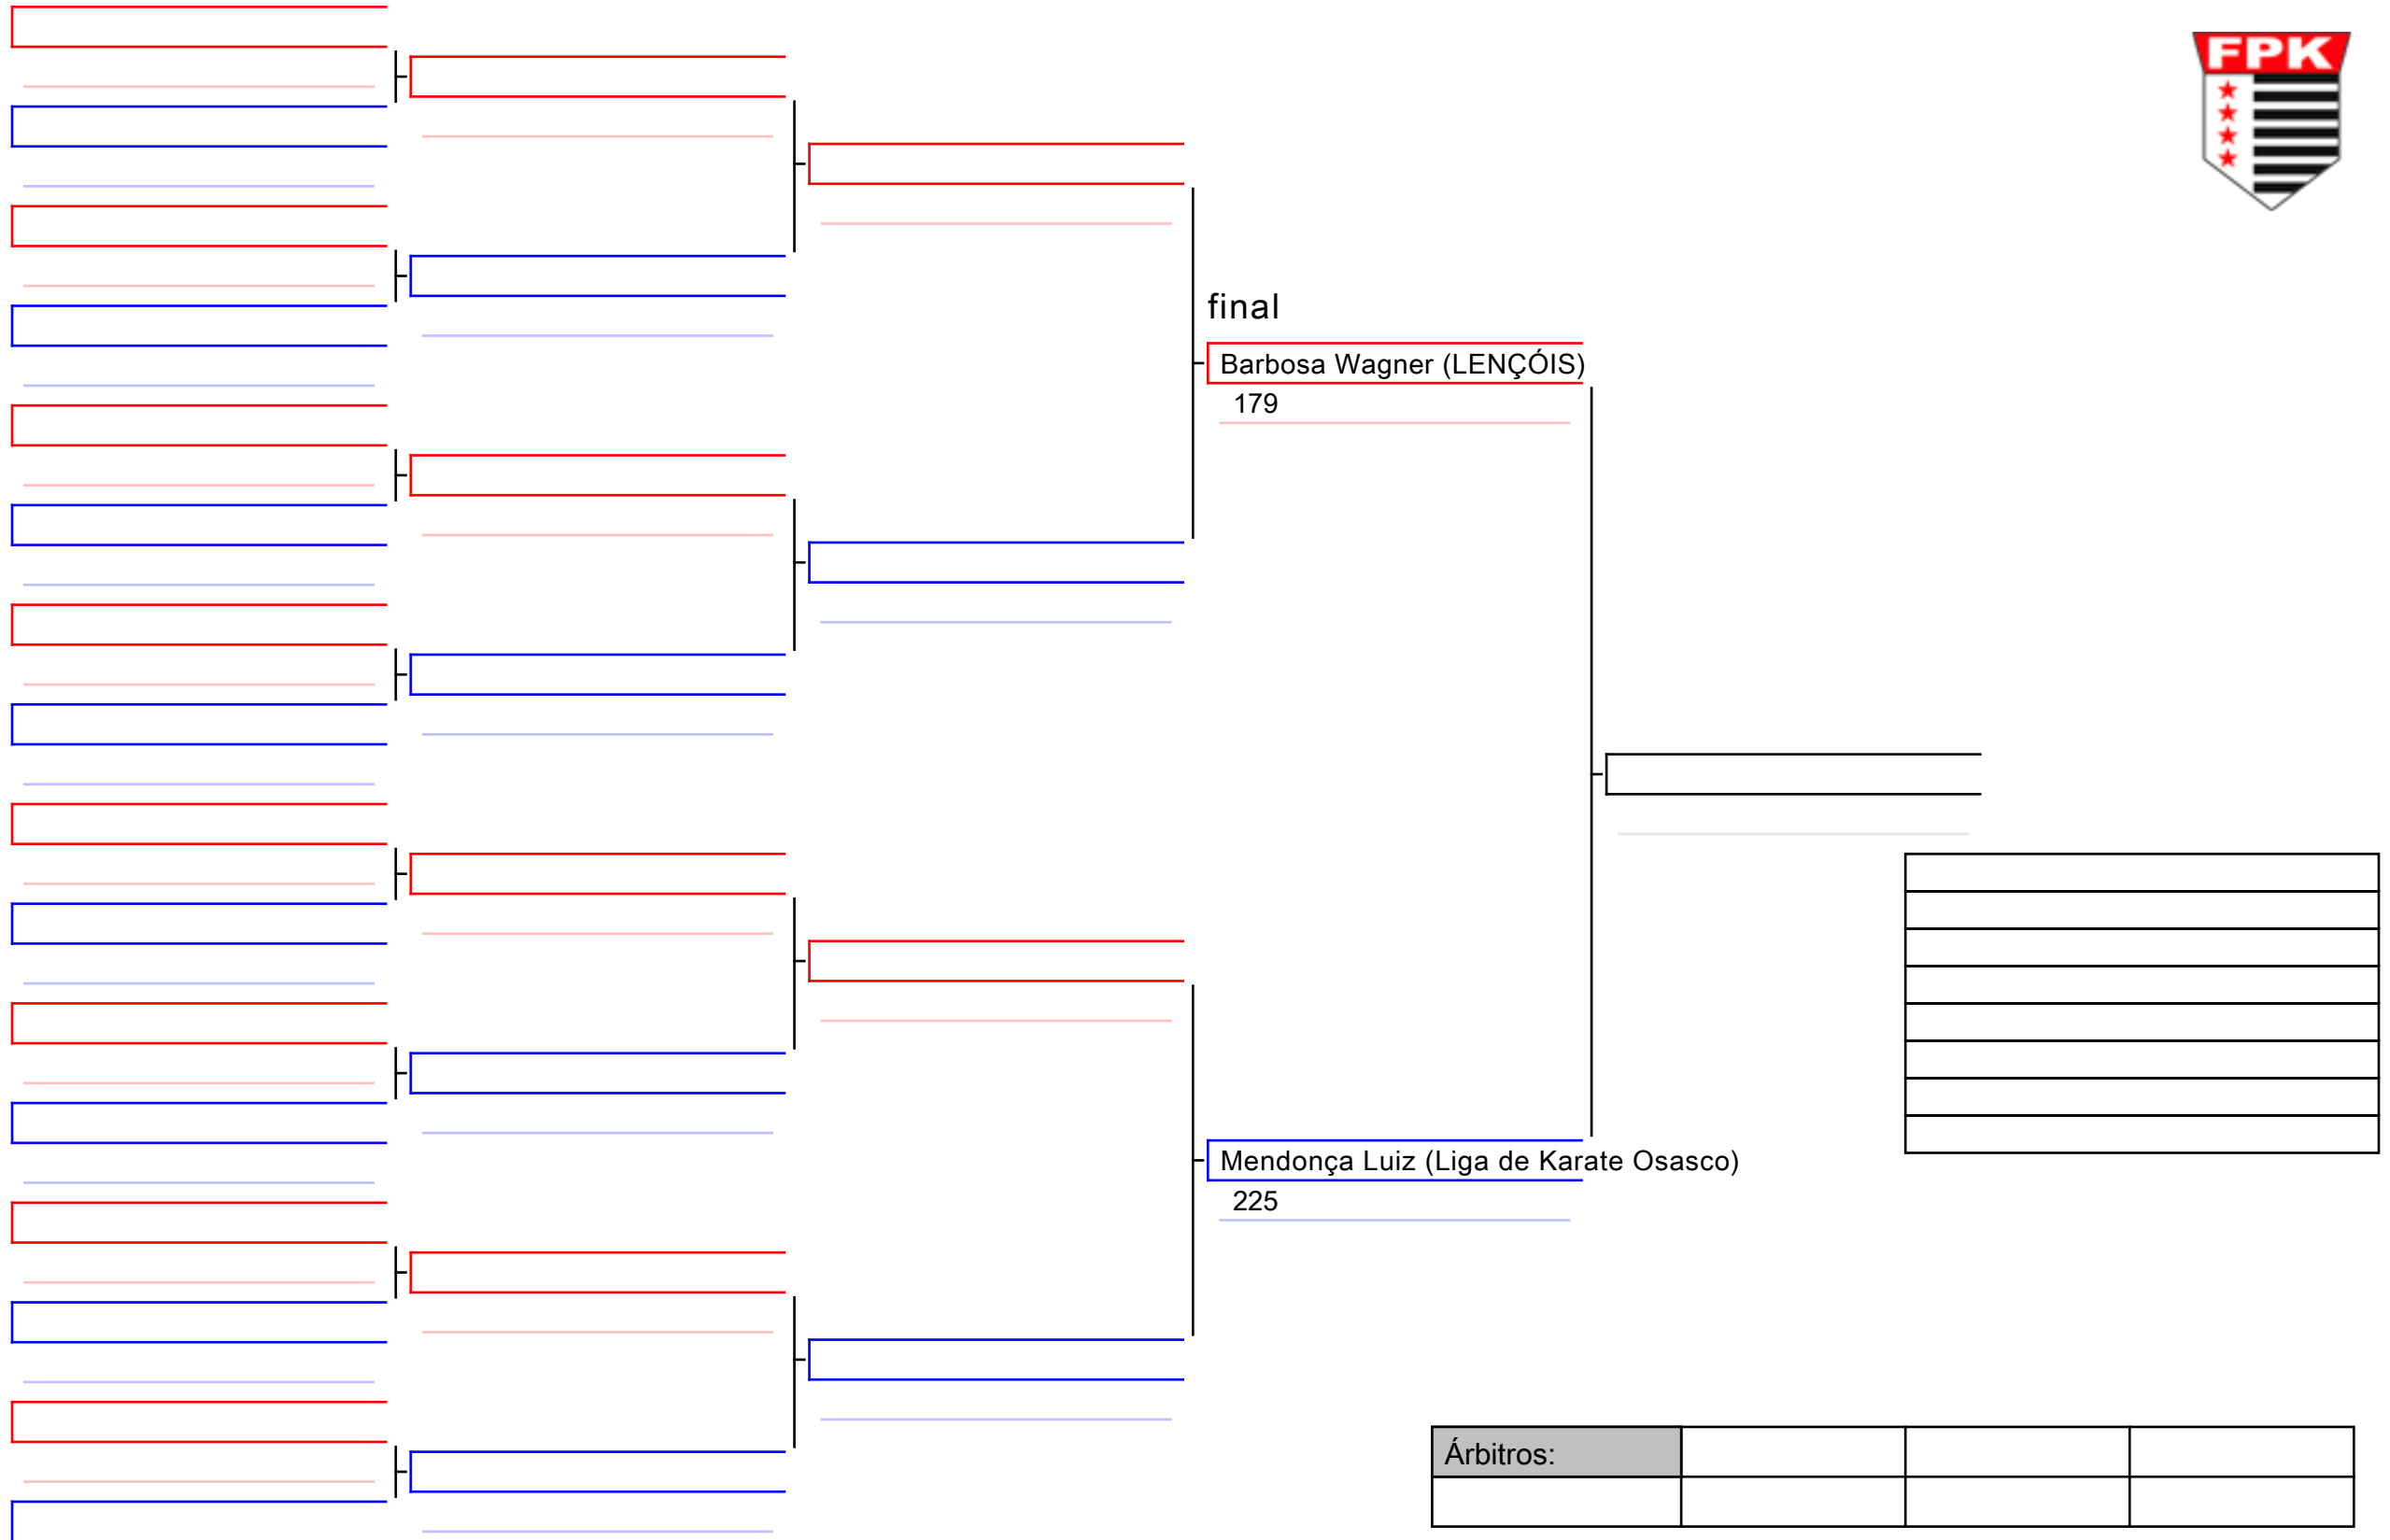 FPK
final
Barbosa Wagner (LENÇÓIS)
179
Mendonça Luiz (Liga de Karate Osasco)
225
Árbitros: